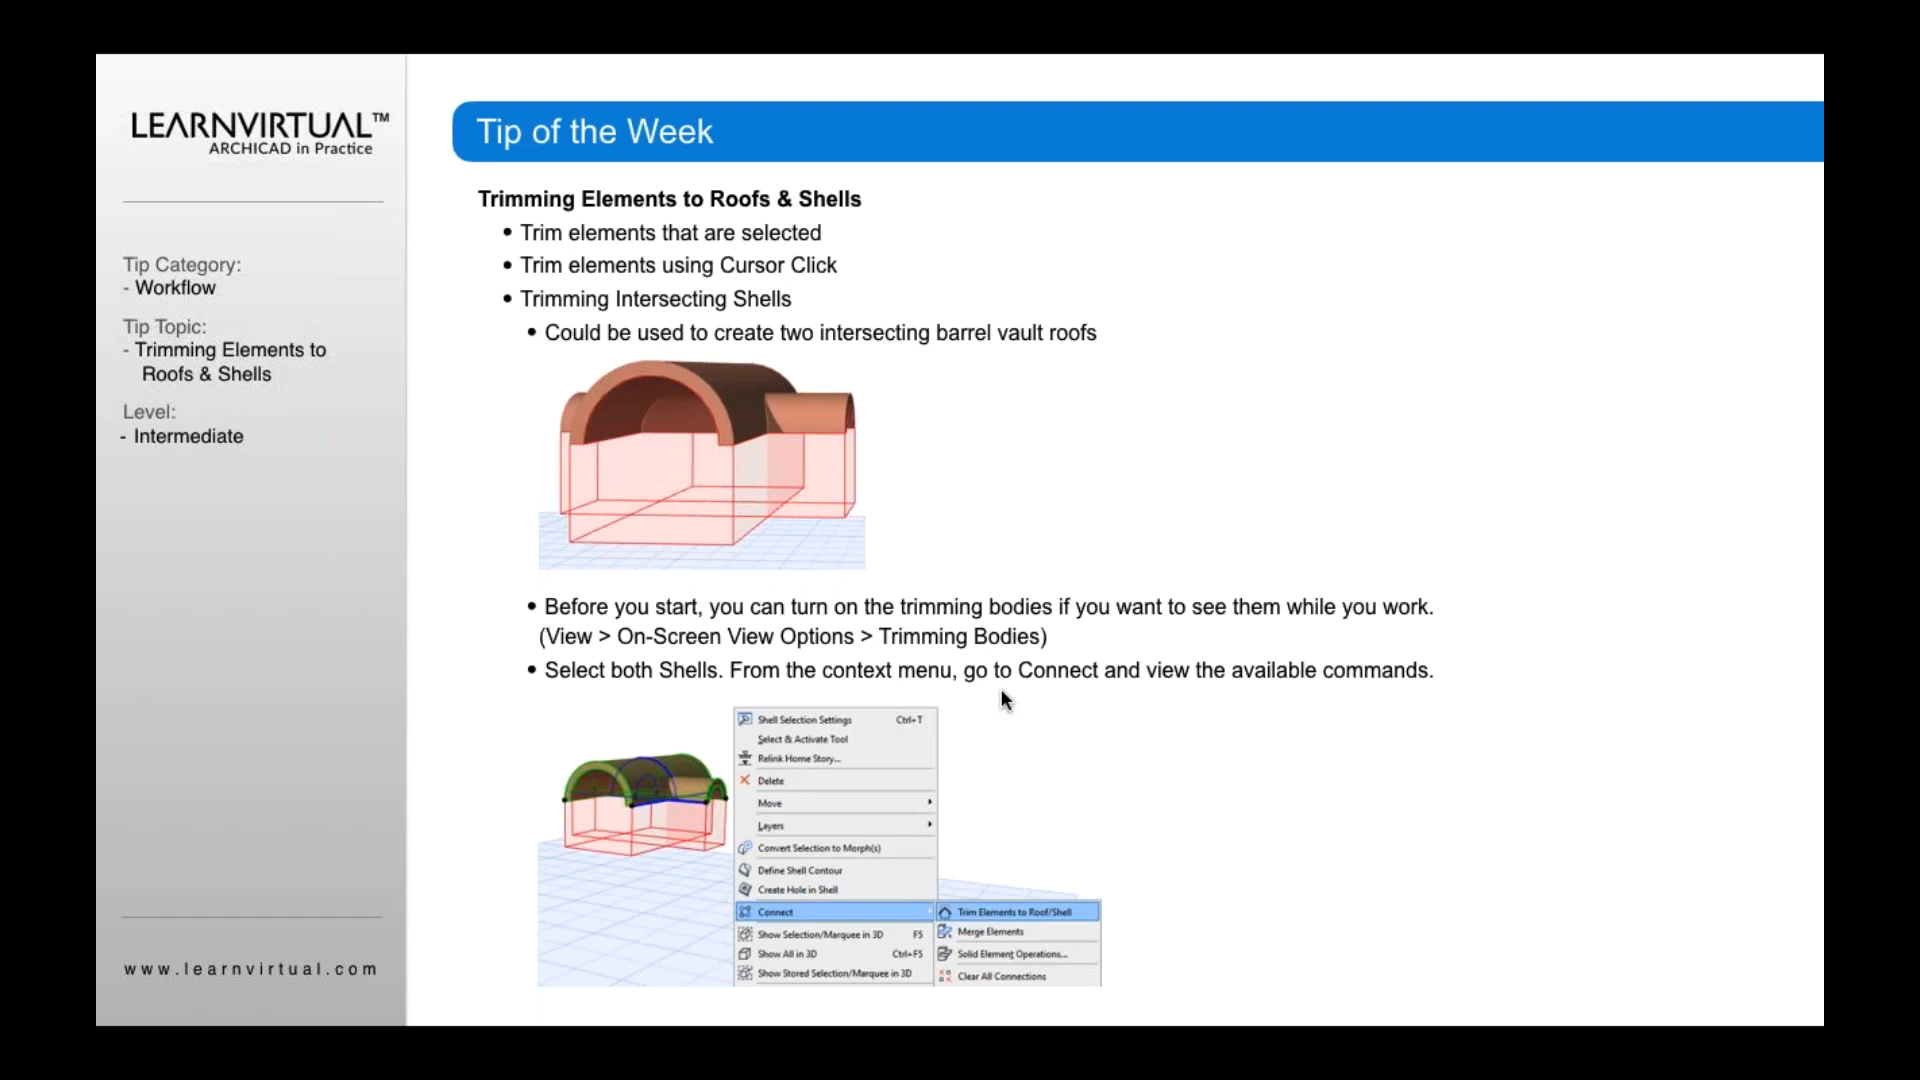 LEARNVIRTUAL™
ARCHICAD in Practice
Tip Category:
- Workflow
Tip Topic:
- Trimming Elements to
Roofs & Shells
Level:
- Intermediate
www.learnvirtual.com
Tip of the Week
Trimming Elements to Roofs & Shells
• Trim elements that are selected
• Trim elements using Cursor Click
• Trimming Intersecting Shells
• Could be used to create two intersecting barrel vault roofs
• Before you start, you can turn on the trimming bodies if you want to see them while you work.
(View > On-Screen View Options > Trimming Bodies)
• Select both Shells. From the context menu, go to Connect and view the available commands.
Shell Selection Settings Ctrl+T
Select & Activate Tool
Relink Home Story...
Delete
Move
Layers
Convert Selection to Morph(s)
Define Shell Contour
Create Hole in Shell
Connect
Show Selection/Marquee in 3D F5
Show All in 3D Ctrl+F5
Show Stored Selection/Marquee in 3D
Trim Elements to Roof/Shell
Merge Elements
Solid Element Operations...
Clear All Connections